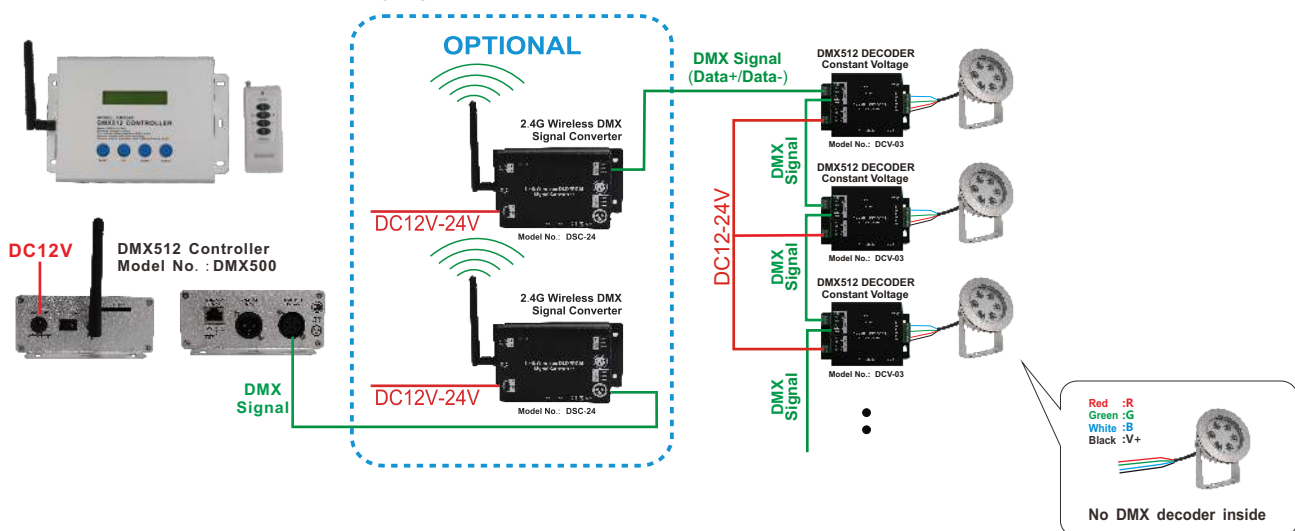 OPTIONAL
DMX512 CONTROLLER
DC12V
DMX512 Controller
Model No. : DMX500
DMX
Signal
2.4G Wireless DMX
Signal Converter
DC12V-24V
Model No.: DSC-24
2.4G Wireless DMX
Signal Converter
DC12V-24V
Model No.: DSC-24
DMX Signal
(Data+/Data-)
DC12-24V
DMX512 DECODER
Constant Voltage
Model No.: DCV-03
DMX
Signal
DMX512 DECODER
Constant Voltage
Model No.: DCV-03
DMX
Signal
DMX512 DECODER
Constant Voltage
Model No.: DCV-03
DMX
Signal
Red :R
Green :G
White :B
Black :V+
No DMX decoder inside